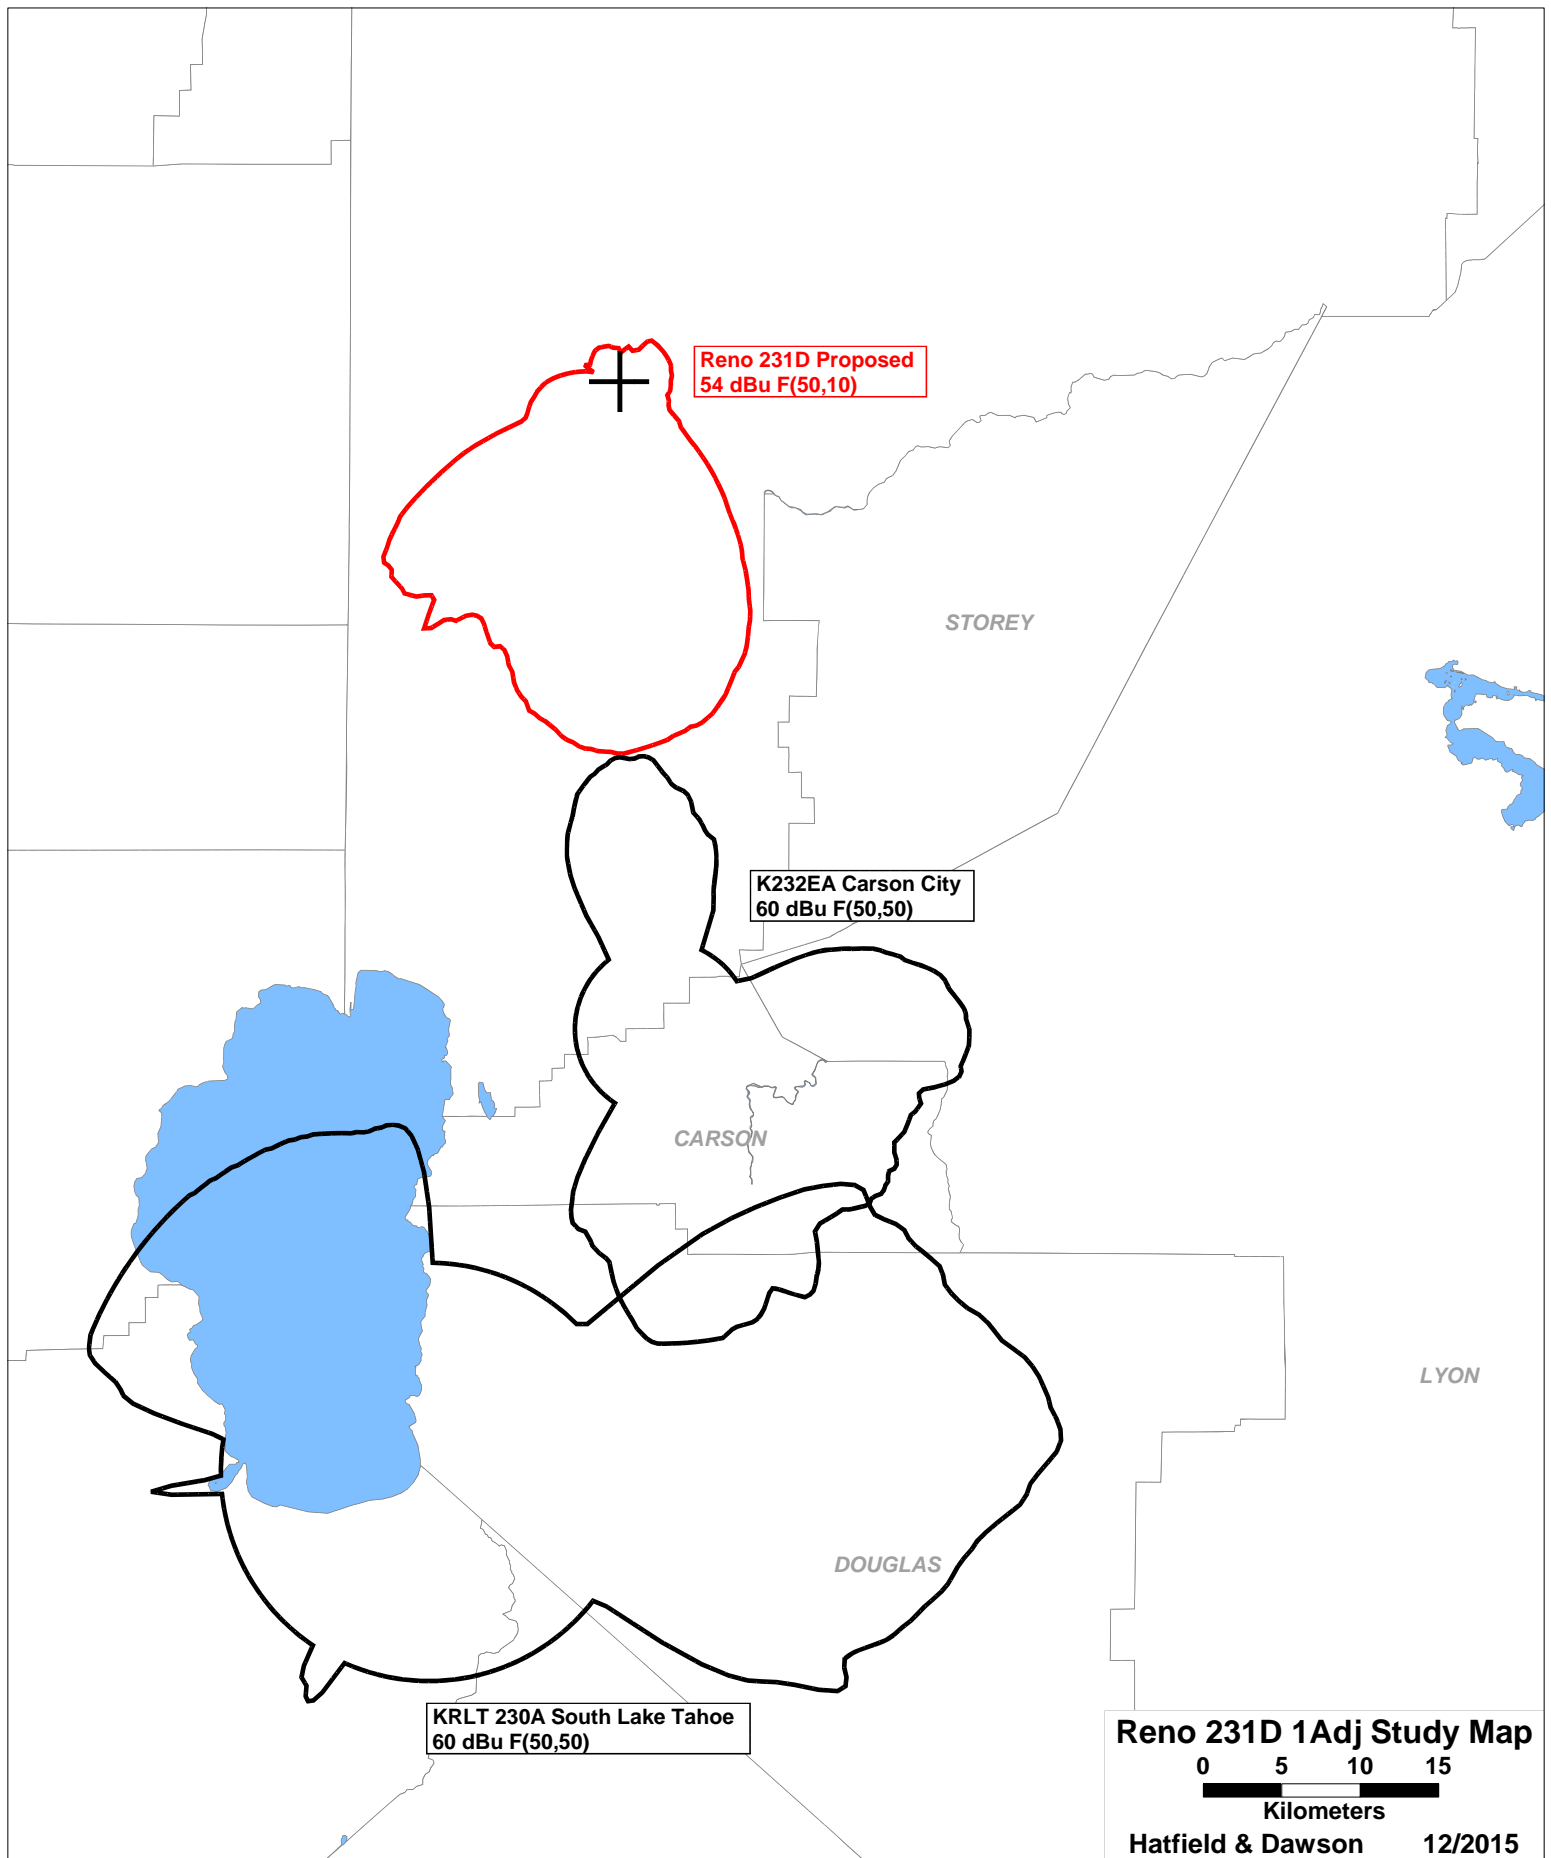 Reno 231D Proposed
54 dBu F(50,10)
STOREY
K232EA Carson City
60 dBu F(50,50)
CARSON
LYON
DOUGLAS
KRLT 230A South Lake Tahoe
60 dBu F(50,50)
Reno 231D 1Adj Study Map
0 5 10 15
Kilometers
Hatfield & Dawson 12/2015